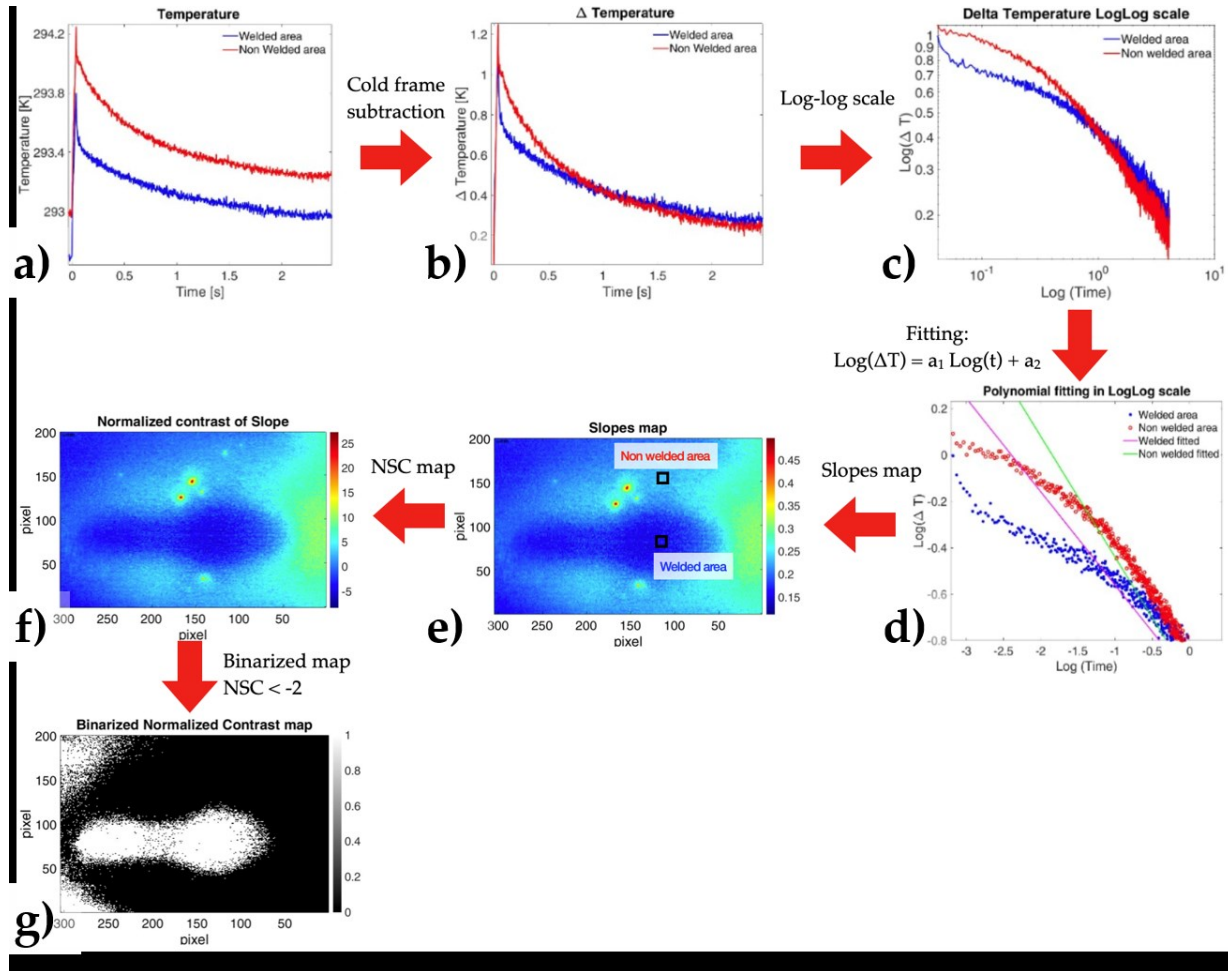 Temperature
294.2
293.8
293.4
293
Temperature [K]
Welded area
Non Welded area
0
0.5
1
1.5
2
Time [s]
a)
Cold frame
subtraction
Δ Temperature
1.2
1
0.8
0.6
0.4
0.2
Δ Temperature [K]
Welded area
Non Welded area
0
0.5
1
1.5
2
Time [s]
b)
Log-log scale
Delta Temperature LogLog scale
1
0.9
0.8
0.7
0.6
0.5
0.4
0.3
0.2
Log(Δ T)
Welded area
Non welded area
10⁻¹
10⁰
10¹
Log (Time)
c)
Fitting:
Log(ΔT) = a₁ Log(t) + a₂
Polynomial fitting in LogLog scale
0.2
0
-0.2
-0.4
-0.6
-0.8
Log(Δ T)
Welded area
Non welded area
Welded fitted
Non welded fitted
-3
-2.5
-2
-1.5
-1
-0.5
0
Log (Time)
d)
Slopes map
Slopes map
200
150
100
50
pixel
Non welded area
Welded area
300
250
200
150
100
50
pixel
0.45
0.4
0.35
0.3
0.25
0.2
0.15
e)
NSC map
Normalized contrast of Slope
200
150
100
50
pixel
300
250
200
150
100
50
pixel
25
20
15
10
5
0
-5
f)
Binarized map
NSC < -2
Binarized Normalized Contrast map
200
150
100
50
0
pixel
300
250
200
150
100
50
pixel
1
0.8
0.6
0.4
0.2
0
g)